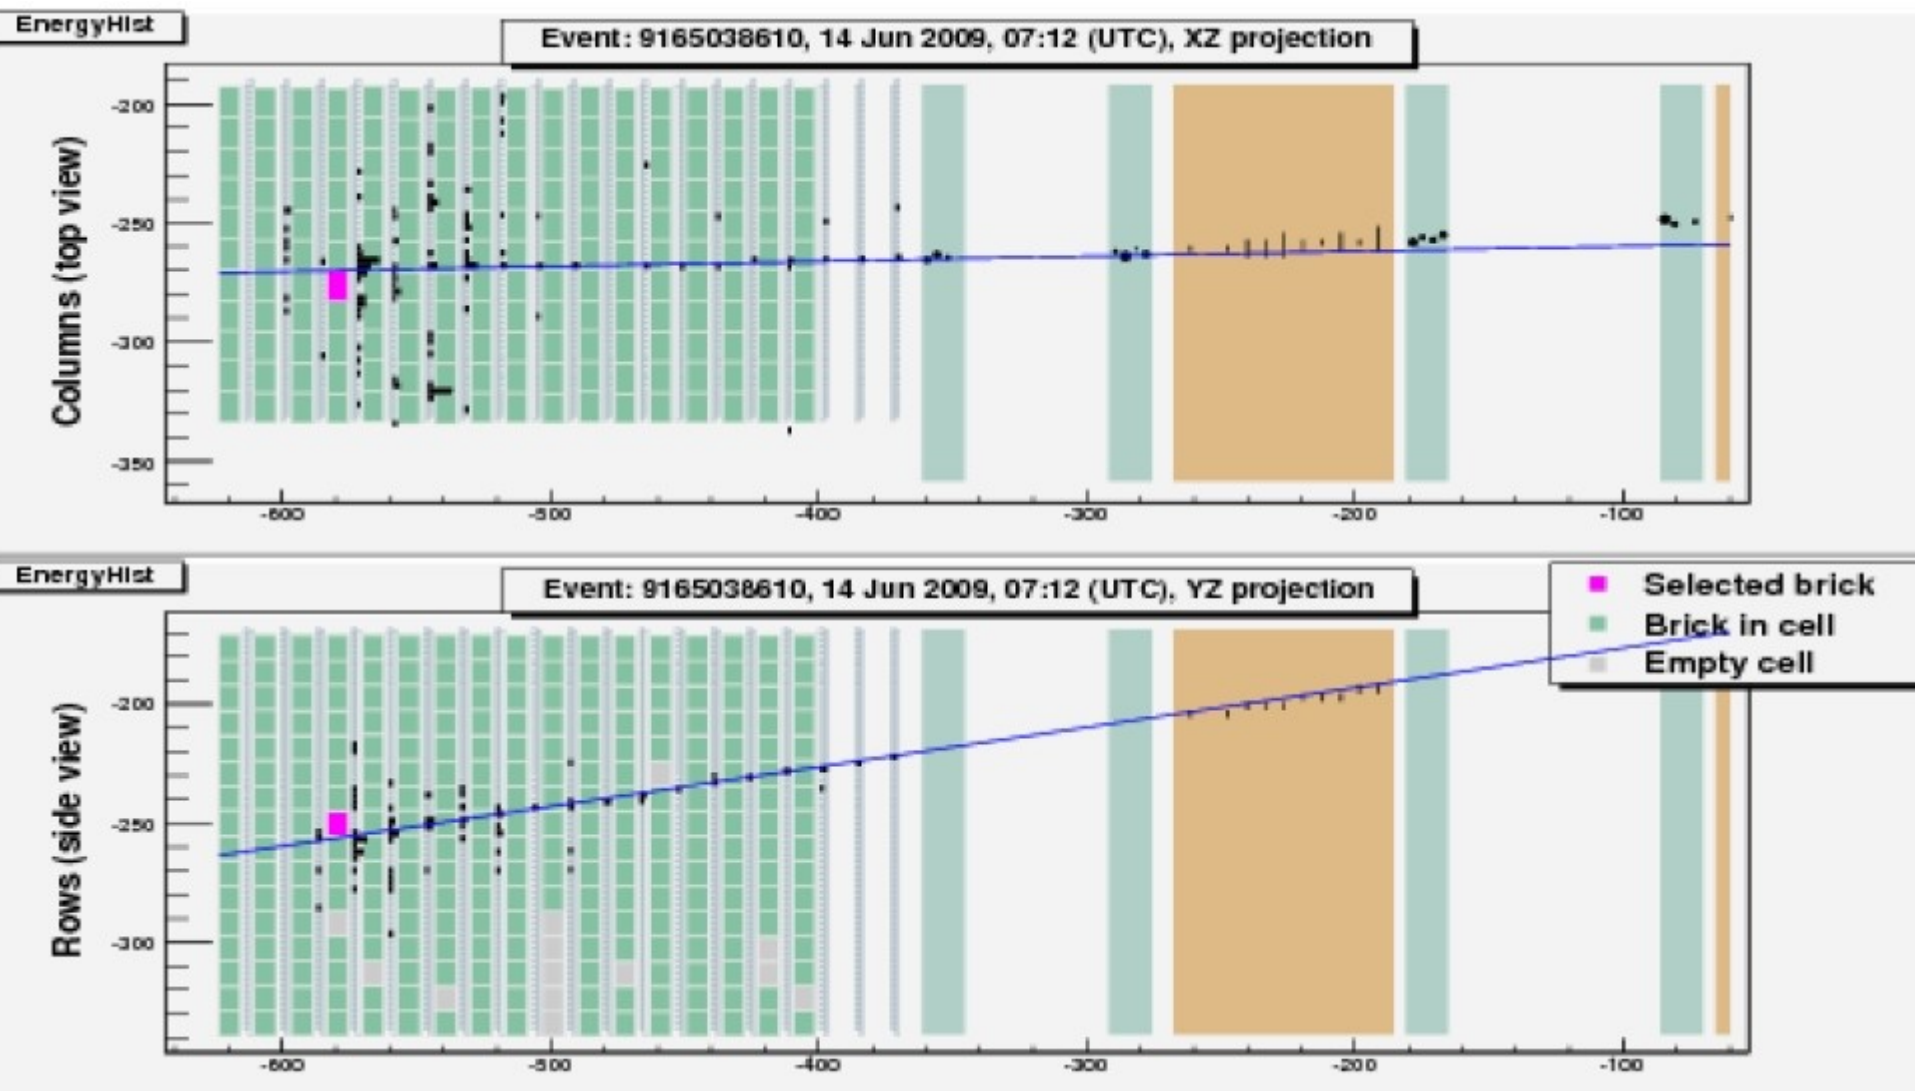 EnergyHist
Event: 9165038610, 14 Jun 2009, 07:12 (UTC), XZ projection
Columns (top view)
-200
-250
-300
-350
-600
-500
-400
-300
-200
-100
EnergyHist
Event: 9165038610, 14 Jun 2009, 07:12 (UTC), YZ projection
Selected brick
Brick in cell
Empty cell
Rows (side view)
-200
-250
-300
-600
-500
-400
-300
-200
-100